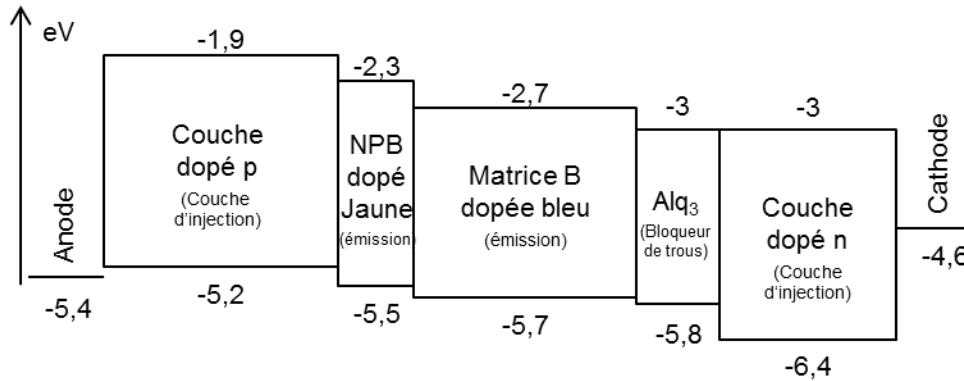 eV
-1,9
-2,3
-2,7
-3
-3
Anode
Couche
dopé p
(Couche
d'injection)
NPB
dopé
Jaune
(émission)
Matrice B
dopée bleu
(émission)
Alq₃
(Bloqueur
de trous)
Couche
dopé n
(Couche
d'injection)
Cathode
-4,6
-5,4
-5,2
-5,5
-5,7
-5,8
-6,4